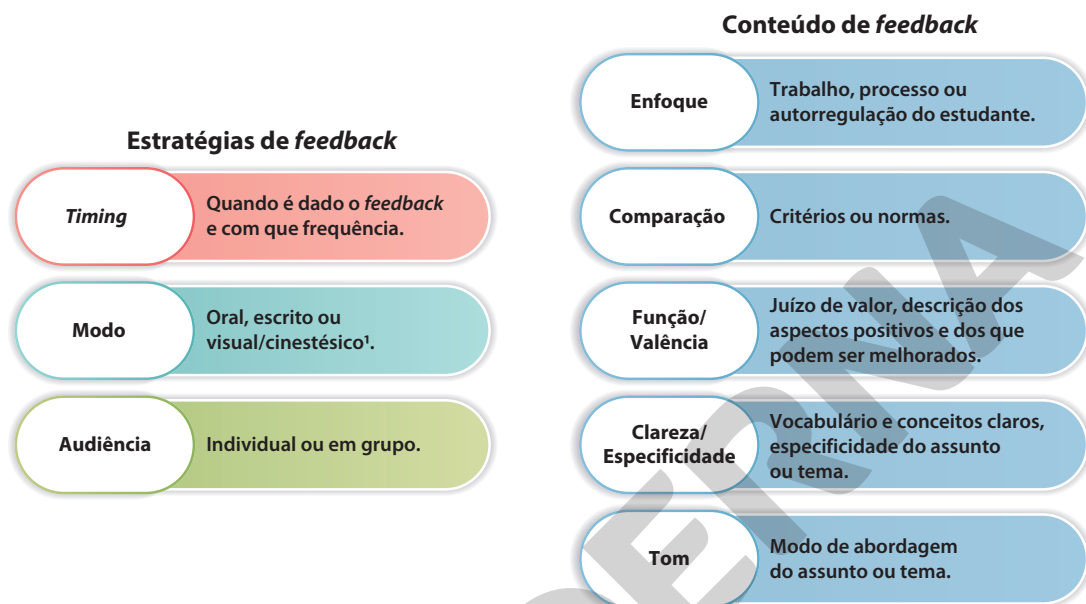 Estratégias de feedback
Timing
Quando é dado o feedback
e com que frequência.
Modo
Oral, escrito ou
visual/cinestésico¹.
Audiência
Individual ou em grupo.
Conteúdo de feedback
Enfoque
Trabalho, processo ou
autorregulação do estudante.
Comparação
Critérios ou normas.
Função/
Valência
Juízo de valor, descrição dos
aspectos positivos e dos que
podem ser melhorados.
Clareza/
Especificidade
Vocabulário e conceitos claros,
especificidade do assunto
ou tema.
Tom
Modo de abordagem
do assunto ou tema.
ERNA